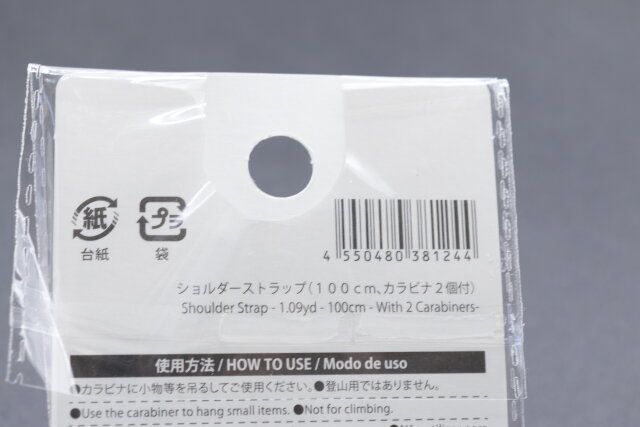 紙
プラ
台紙
袋
4 550480 381244
ショルダーストラップ(100cm、カラビナ2個付)
Shoulder Strap - 1.09yd - 100cm - With 2 Carabiners-
使用方法 / HOW TO USE / Modo de uso
●カラビナに小物等を吊るしてご使用ください。●登山用ではありません。
●Use the carabiner to hang small items. ●Not for climbing.